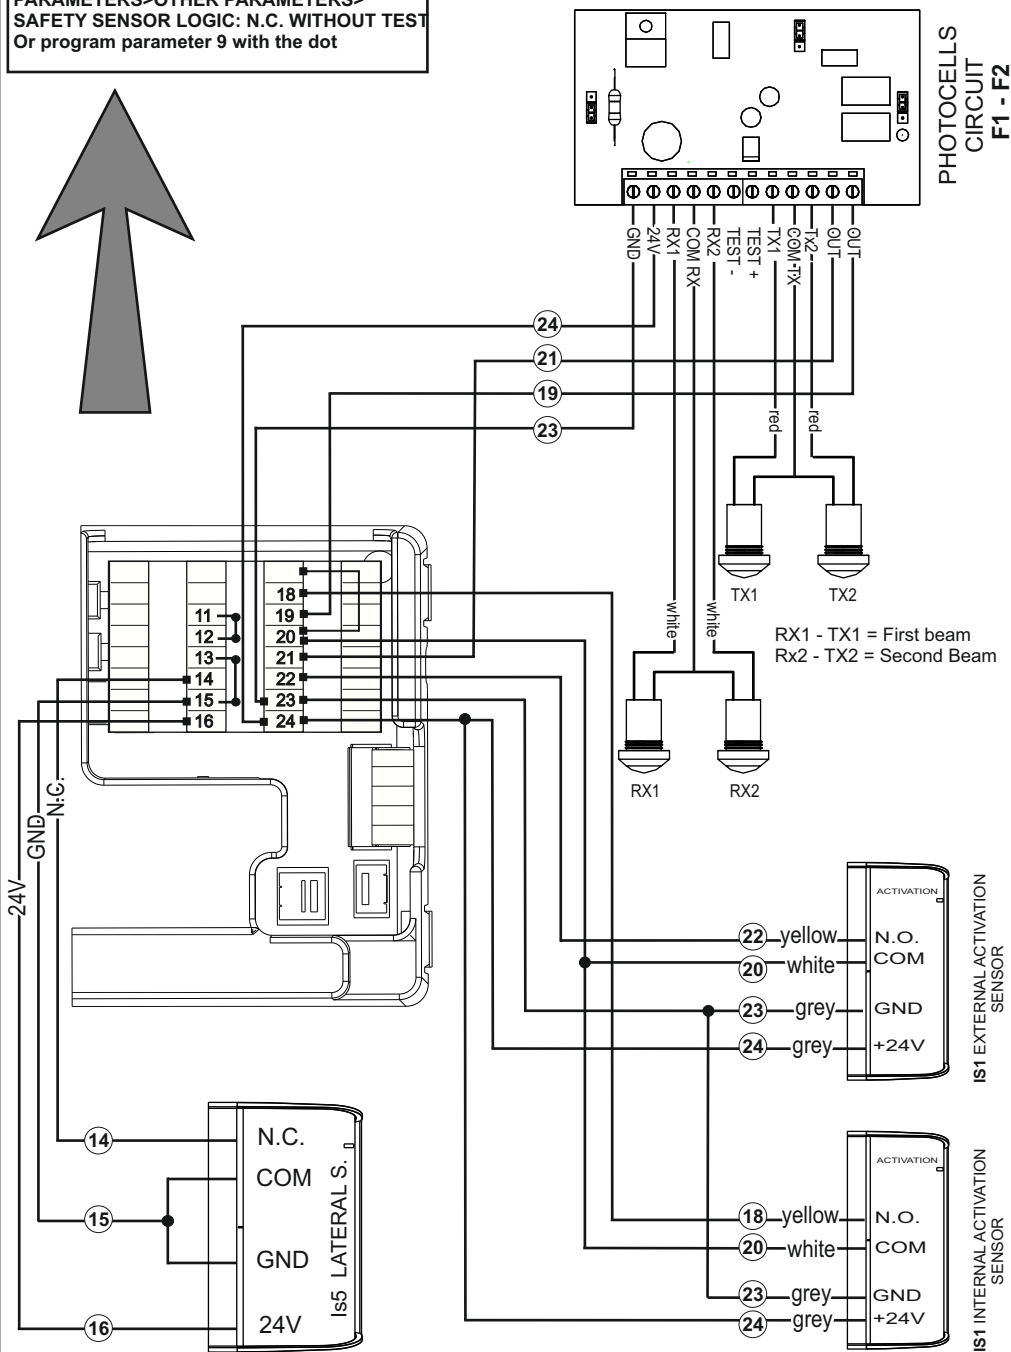 PARAMETERS>OTHER PARAMETERS>
SAFETY SENSOR LOGIC: N.C. WITHOUT TEST
Or program parameter 9 with the dot
PHOTOCELLS
CIRCUIT
F1 - F2
GND
24V
RX1
COM RX
RX2
TEST -
TEST +
TX1
COM-TX
Tx2
OUT
OUT
24
21
19
23
red
red
TX1
TX2
white
white
RX1 - TX1 = First beam
Rx2 - TX2 = Second Beam
RX1
RX2
11
12
13
14
15
16
18
19
20
21
22
23
24
N.C.
GND
24V
ACTIVATION
22 yellow N.O.
20 white COM
23 grey GND
24 grey +24V
IS1 EXTERNAL ACTIVATION
SENSOR
14 N.C.
COM
15
GND
16 24V
Is5 LATERAL S.
ACTIVATION
18 yellow N.O.
20 white COM
23 grey GND
24 grey +24V
IS1 INTERNAL ACTIVATION
SENSOR